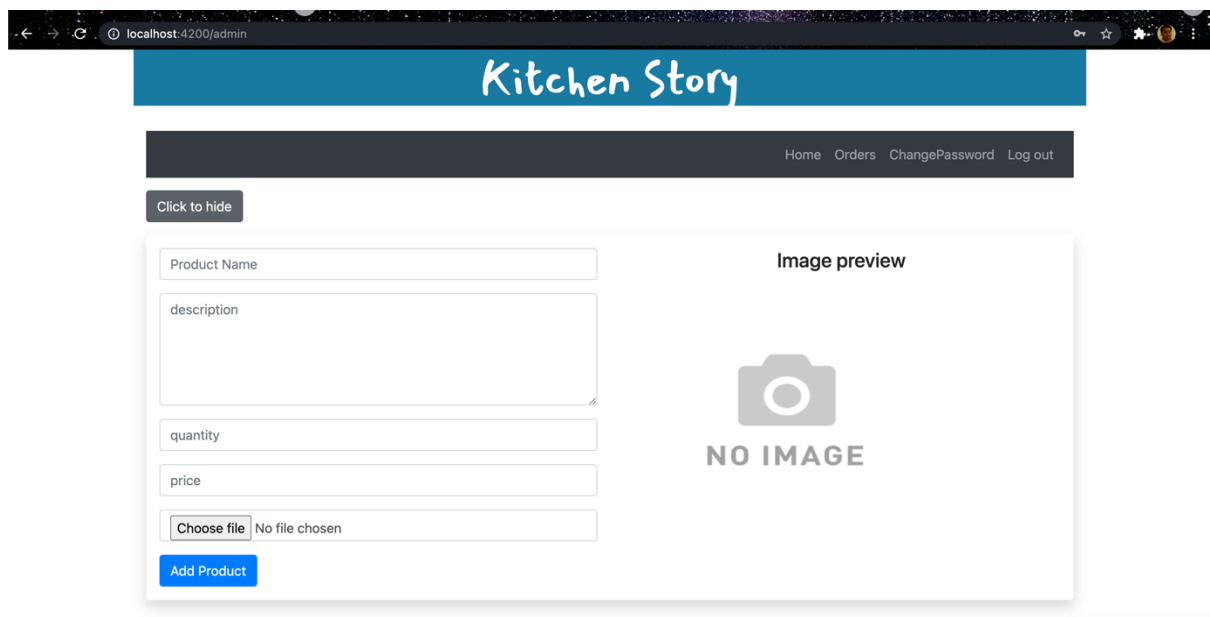 localhost:4200/admin
Kitchen Story
Home Orders ChangePassword Log out
Click to hide
Product Name
Image preview
description
quantity
NO IMAGE
price
Choose file No file chosen
Add Product